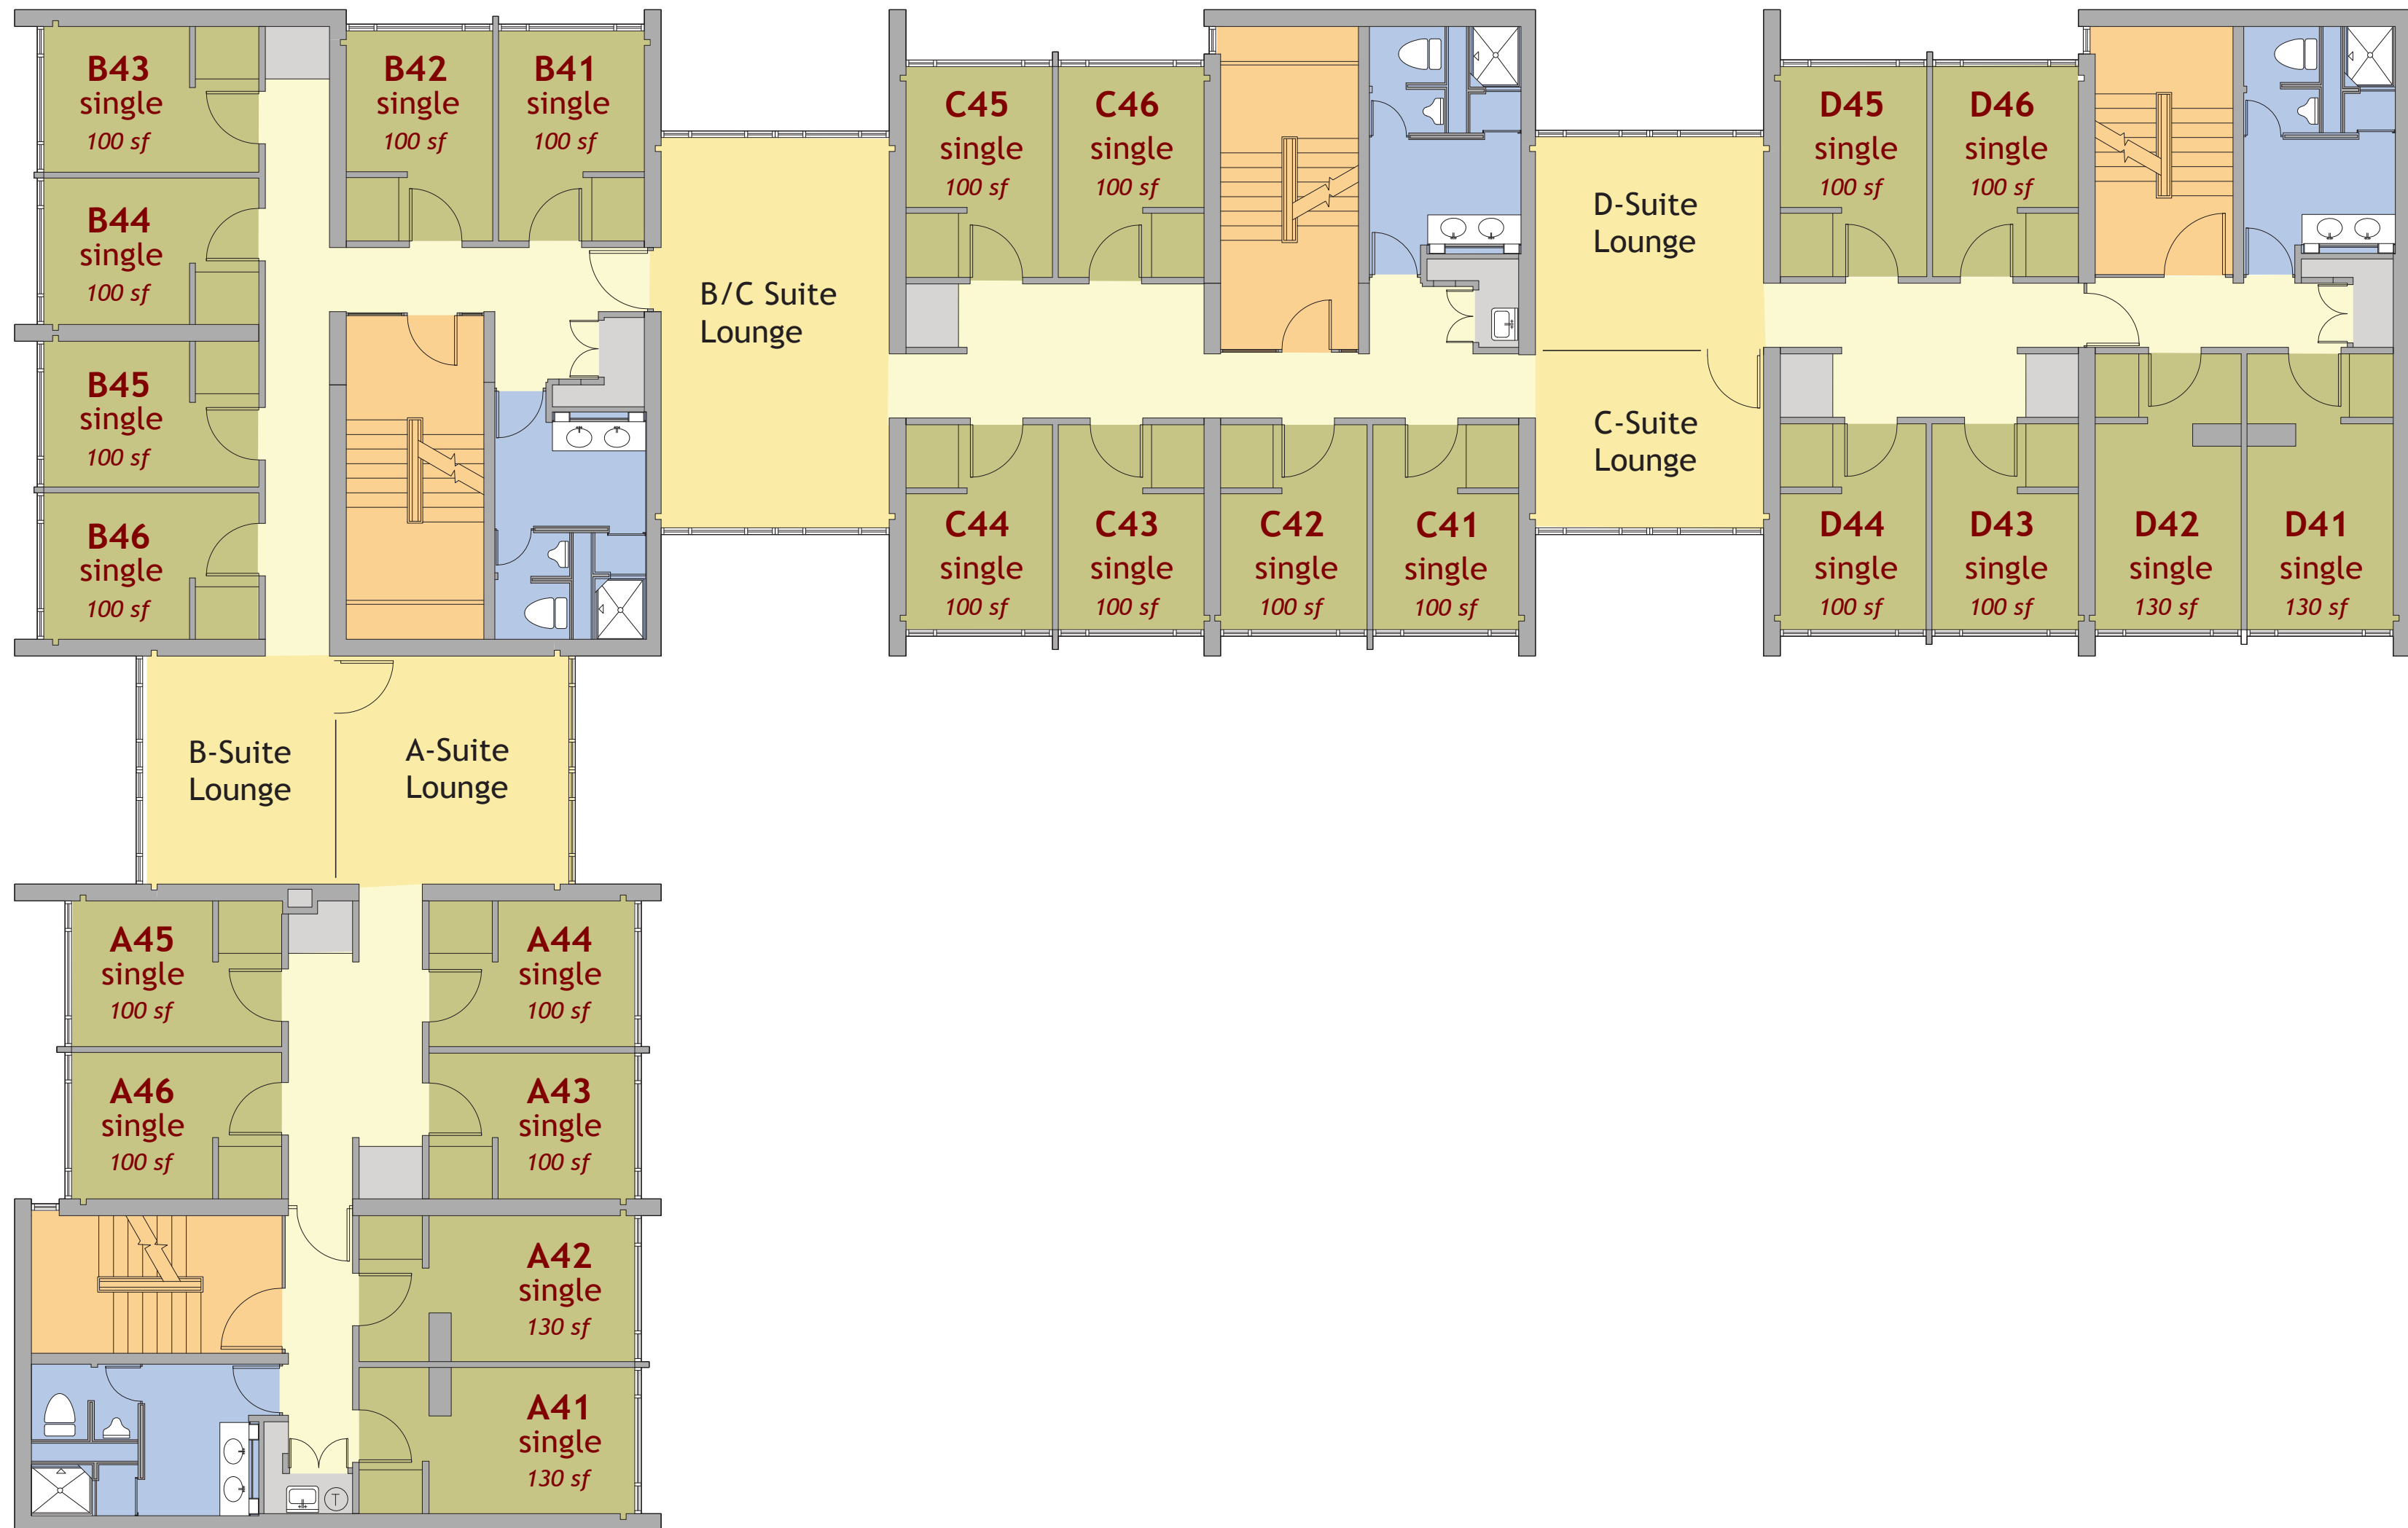 B43
single
100 sf
B42
single
100 sf
B41
single
100 sf
C45
single
100 sf
C46
single
100 sf
D45
single
100 sf
D46
single
100 sf
B44
single
100 sf
D-Suite
Lounge
B/C Suite
Lounge
B45
single
100 sf
C-Suite
Lounge
B46
single
100 sf
C44
single
100 sf
C43
single
100 sf
C42
single
100 sf
C41
single
100 sf
D44
single
100 sf
D43
single
100 sf
D42
single
130 sf
D41
single
130 sf
B-Suite
Lounge
A-Suite
Lounge
A45
single
100 sf
A44
single
100 sf
A46
single
100 sf
A43
single
100 sf
A42
single
130 sf
A41
single
130 sf
T